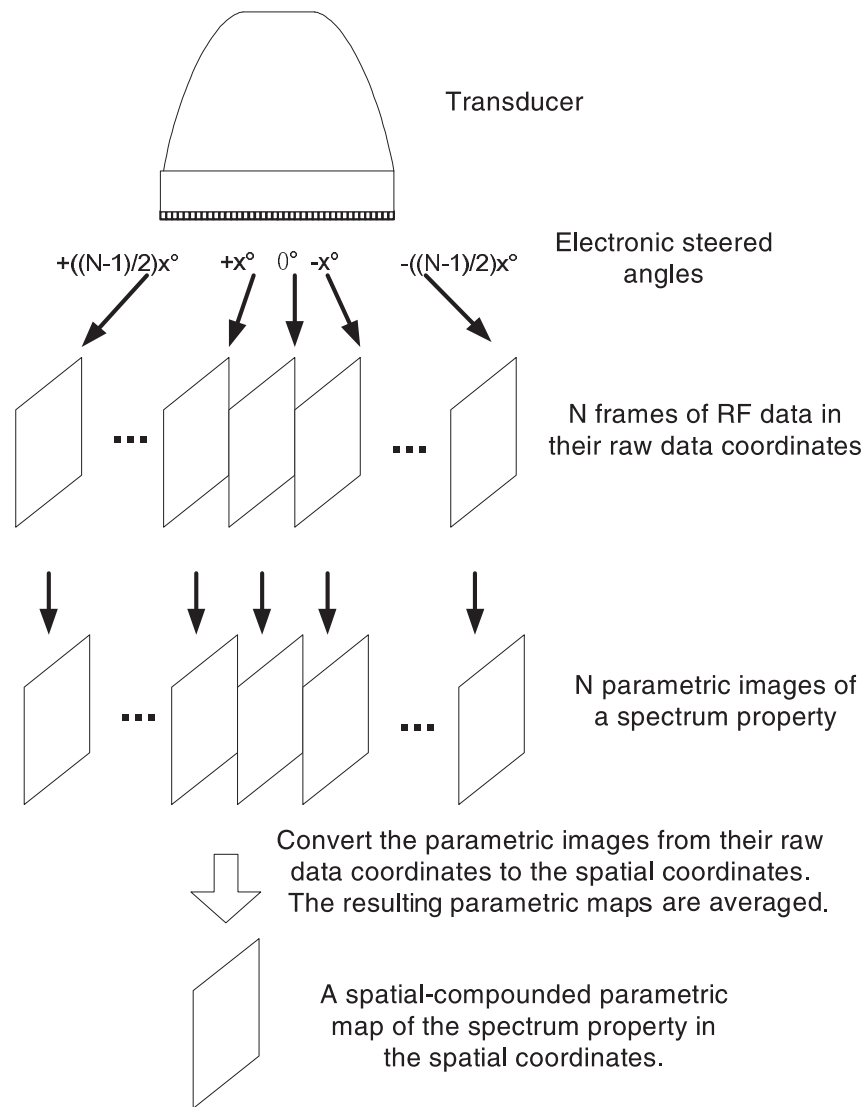 Transducer
Electronic steered
angles
+((N-1)/2)x° +x° 0° -x° -((N-1)/2)x°
N frames of RF data in
their raw data coordinates
...
...
N parametric images of
a spectrum property
...
...
Convert the parametric images from their raw
data coordinates to the spatial coordinates.
The resulting parametric maps are averaged.
A spatial-compounded parametric
map of the spectrum property in
the spatial coordinates.